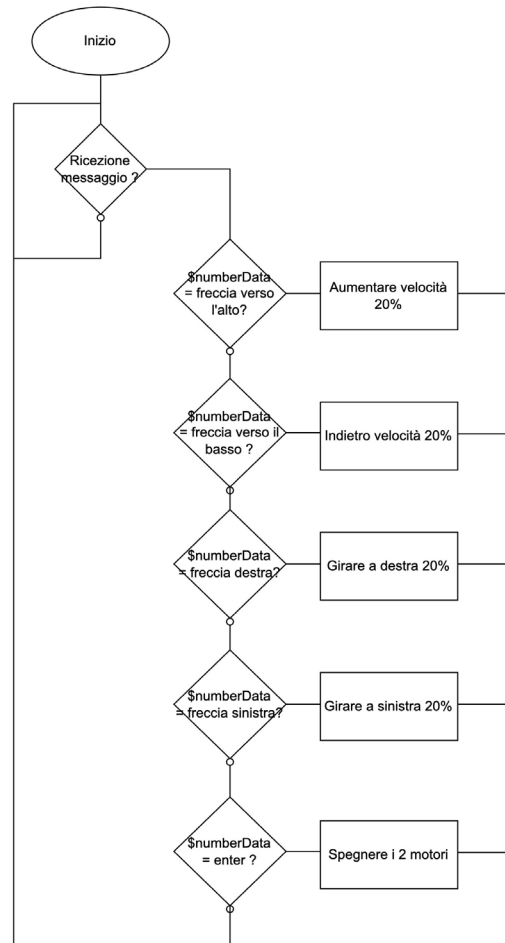 Inizio
Ricezione
messaggio ?
$numberData
= freccia verso
l'alto?
Aumentare velocità
20%
$numberData
= freccia verso il
basso ?
Indietro velocità 20%
$numberData
= freccia destra?
Girare a destra 20%
$numberData
= freccia sinistra?
Girare a sinistra 20%
$numberData
= enter ?
Spegnere i 2 motori